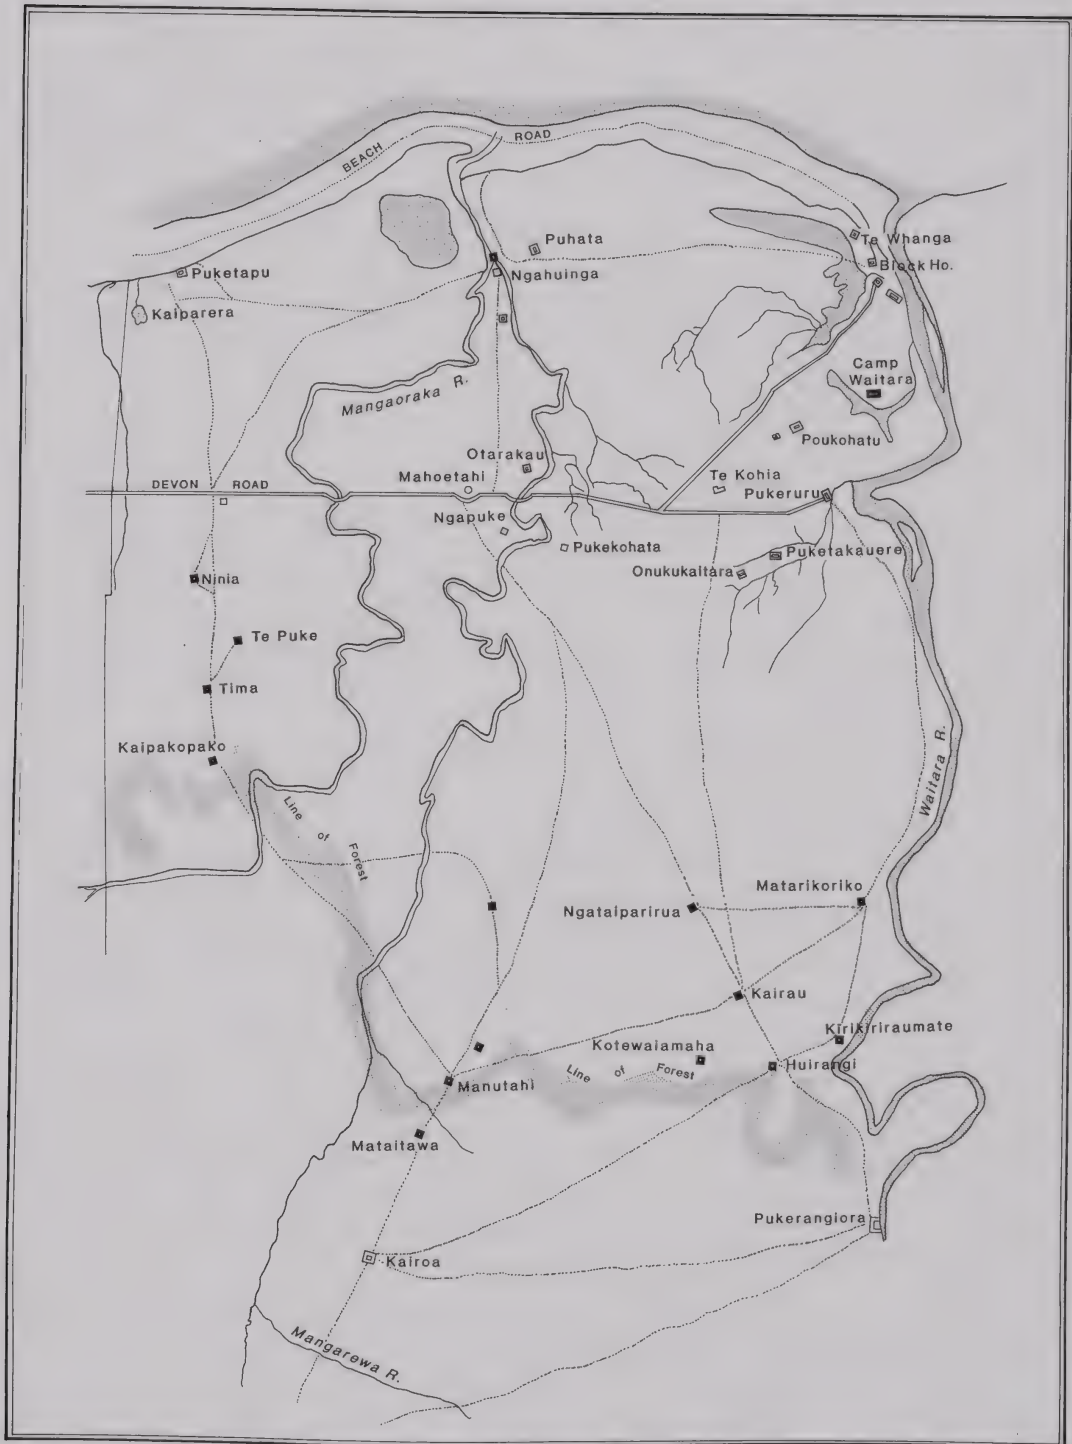 BEACH
ROAD
Puhata
Te Whanga
Block Ho.
Puketapu
Ngahuinga
Kaiparera
Camp
Waitara
Mangaoraka R.
Poukohatu
Otarakau
Mahoetahi
Te Kohia
DEVON ROAD
Pukeruru
Ngapuke
Pukekohata
Puketakauere
Onukukaitara
Ninia
Te Puke
Tima
Kaipakopako
Waitara R.
Line of Forest
Matarikoriko
Ngataiparirua
Kairau
Kirikiriraumate
Kotewaiamaha
Huirangi
Line of Forest
Manutahi
Mataitawa
Pukerangiora
Kairoa
Mangarewa R.